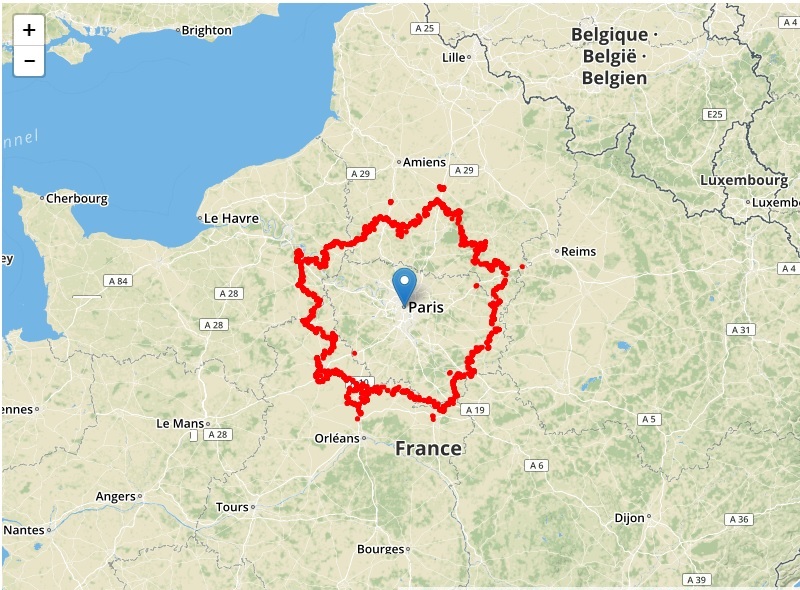 +
−
Brighton
A 25
A 4
Belgique ·
België ·
Belgien
Lille
E25
nnel
Amiens
A 29
A 29
Luxembourg
Cherbourg
Luxemb
Le Havre
ey
Reims
A 4
A 84
A 28
Paris
A 28
A 31
ennes
A 19
A 5
Le Mans
A 28
Orléans
France
A 6
Angers
Tours
Nantes
Dijon
A 36
Bourges
A 39